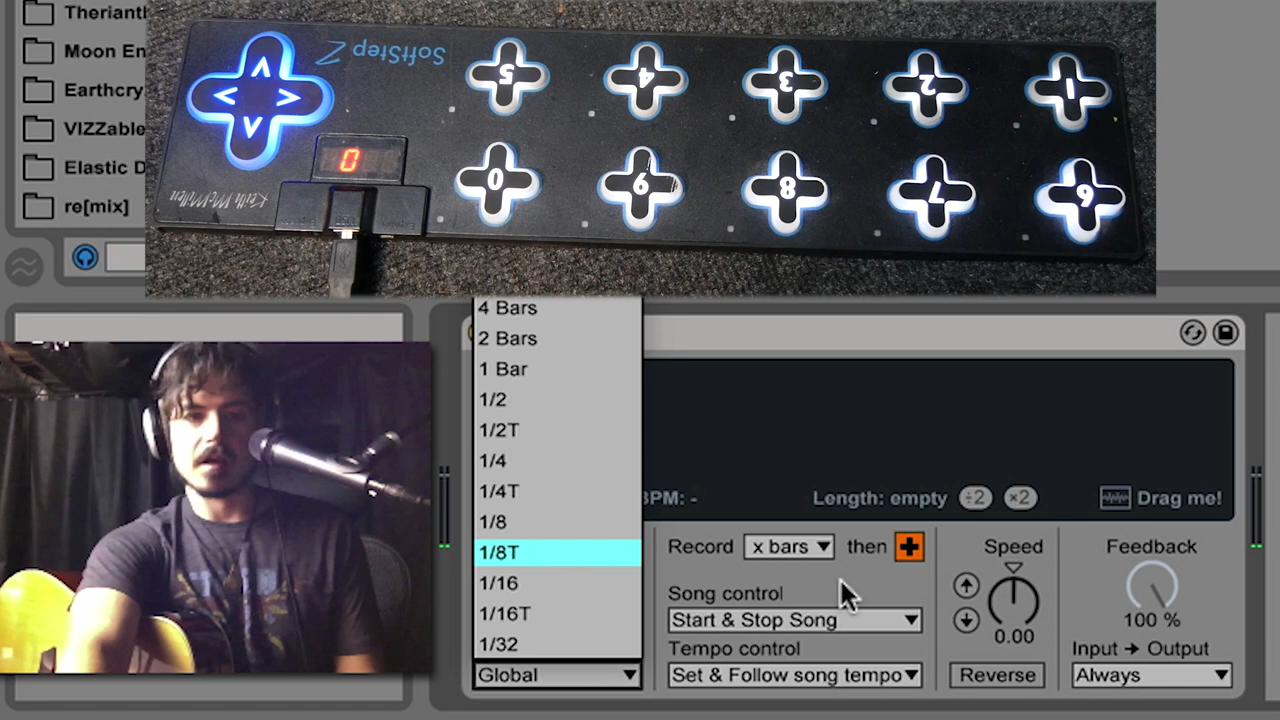 Therianth
Moon En
Earthcry
VIZZable
Elastic D
re[mix]
SoftStep 2
5 4 3 2 1
0
0 9 8 7 6
Keith McMillen
4 Bars
2 Bars
1 Bar
1/2
1/2T
1/4
1/4T
1/8
1/8T
1/16
1/16T
1/32
Global
BPM: -
Length: empty
÷2
×2
Drag me!
Record x bars then +
Song control
Start & Stop Song
Tempo control
Set & Follow song tempo
Speed
0.00
Reverse
Feedback
100 %
Input → Output
Always